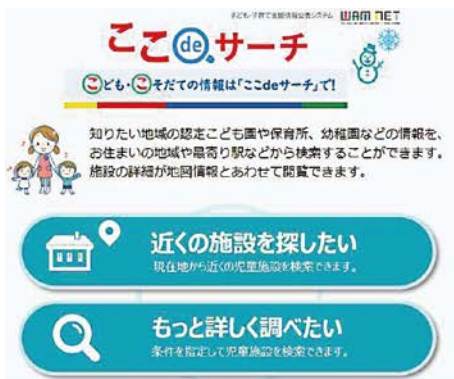 子ども・子育て支援情報公表システム WAM NET
ここdeサーチ
こども・こそだての情報は「ここdeサーチ」で!
知りたい地域の認定こども園や保育所、幼稚園などの情報を、
お住まいの地域や最寄り駅などから検索することができます。
施設の詳細が地図情報とあわせて閲覧できます。
近くの施設を探したい
現在地から近くの児童施設を検索できます。
もっと詳しく調べたい
条件を指定して児童施設を検索できます。